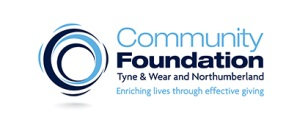 Community
Foundation
Tyne & Wear and Northumberland
Enriching lives through effective giving